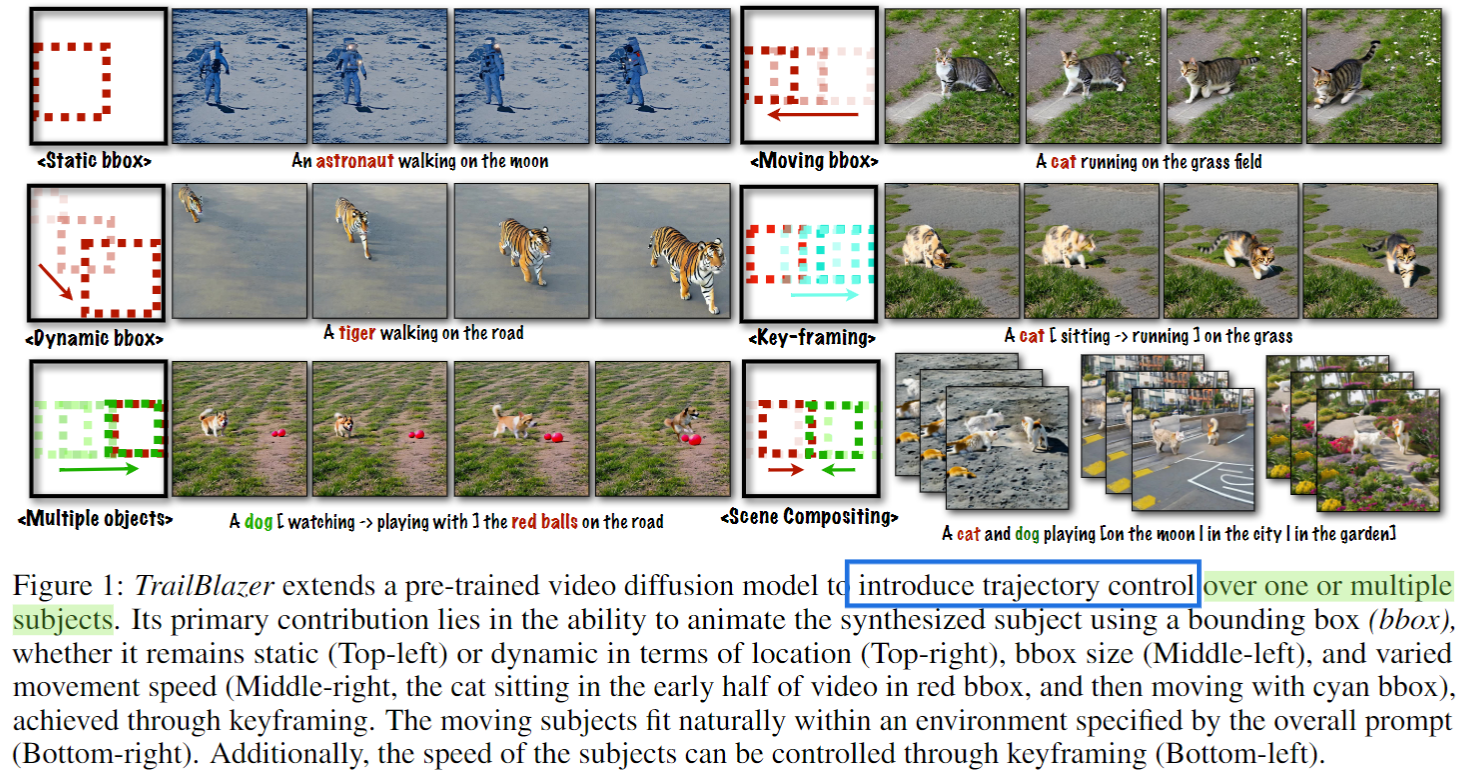 <Static bbox>
An astronaut walking on the moon
<Moving bbox>
A cat running on the grass field
<Dynamic bbox>
A tiger walking on the road
<Key-framing>
A cat [ sitting -> running ] on the grass
<Multiple objects>
A dog [ watching -> playing with ] the red balls on the road
<Scene Compositing>
A cat and dog playing [on the moon | in the city | in the garden]
Figure 1: TrailBlazer extends a pre-trained video diffusion model to introduce trajectory control over one or multiple
subjects. Its primary contribution lies in the ability to animate the synthesized subject using a bounding box (bbox),
whether it remains static (Top-left) or dynamic in terms of location (Top-right), bbox size (Middle-left), and varied
movement speed (Middle-right, the cat sitting in the early half of video in red bbox, and then moving with cyan bbox),
achieved through keyframing. The moving subjects fit naturally within an environment specified by the overall prompt
(Bottom-right). Additionally, the speed of the subjects can be controlled through keyframing (Bottom-left).